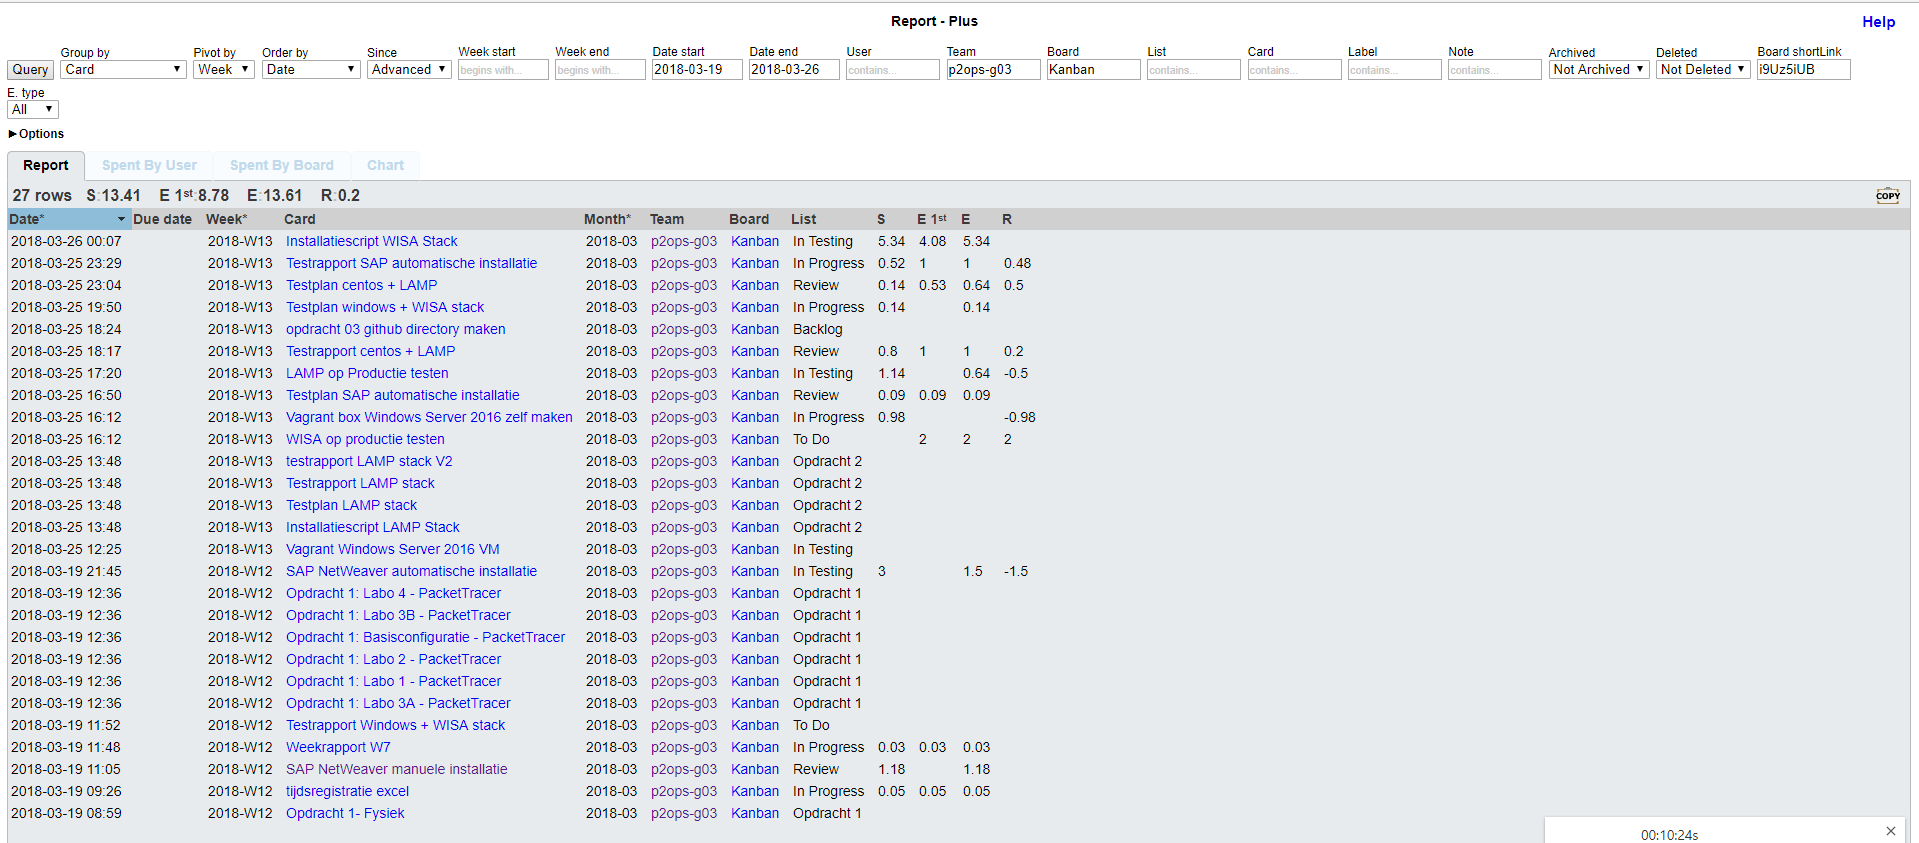 Report - Plus
Help
Group by Pivot by Order by Since Week start Week end Date start Date end User Team Board List Card Label Note Archived Deleted Board shortLink
Query Card Week Date Advanced begins with... begins with... 2018-03-19 2018-03-26 contains... p2ops-g03 Kanban contains... contains... contains... contains... Not Archived Not Deleted i9Uz5iUB
E. type
All
Options
Report Spent By User Spent By Board Chart
27 rows S:13.41 E 1st:8.78 E:13.61 R:0.2 COPY
Date* Due date Week* Card Month* Team Board List S E 1st E R
2018-03-26 00:07 2018-W13 Installatiescript WISA Stack 2018-03 p2ops-g03 Kanban In Testing 5.34 4.08 5.34
2018-03-25 23:29 2018-W13 Testrapport SAP automatische installatie 2018-03 p2ops-g03 Kanban In Progress 0.52 1 1 0.48
2018-03-25 23:04 2018-W13 Testplan centos + LAMP 2018-03 p2ops-g03 Kanban Review 0.14 0.53 0.64 0.5
2018-03-25 19:50 2018-W13 Testplan windows + WISA stack 2018-03 p2ops-g03 Kanban In Progress 0.14 0.14
2018-03-25 18:24 2018-W13 opdracht 03 github directory maken 2018-03 p2ops-g03 Kanban Backlog
2018-03-25 18:17 2018-W13 Testrapport centos + LAMP 2018-03 p2ops-g03 Kanban Review 0.8 1 1 0.2
2018-03-25 17:20 2018-W13 LAMP op Productie testen 2018-03 p2ops-g03 Kanban In Testing 1.14 0.64 -0.5
2018-03-25 16:50 2018-W13 Testplan SAP automatische installatie 2018-03 p2ops-g03 Kanban Review 0.09 0.09 0.09
2018-03-25 16:12 2018-W13 Vagrant box Windows Server 2016 zelf maken 2018-03 p2ops-g03 Kanban In Progress 0.98 -0.98
2018-03-25 16:12 2018-W13 WISA op productie testen 2018-03 p2ops-g03 Kanban To Do 2 2 2
2018-03-25 13:48 2018-W13 testrapport LAMP stack V2 2018-03 p2ops-g03 Kanban Opdracht 2
2018-03-25 13:48 2018-W13 Testrapport LAMP stack 2018-03 p2ops-g03 Kanban Opdracht 2
2018-03-25 13:48 2018-W13 Testplan LAMP stack 2018-03 p2ops-g03 Kanban Opdracht 2
2018-03-25 13:48 2018-W13 Installatiescript LAMP Stack 2018-03 p2ops-g03 Kanban Opdracht 2
2018-03-25 12:25 2018-W13 Vagrant Windows Server 2016 VM 2018-03 p2ops-g03 Kanban In Testing
2018-03-19 21:45 2018-W12 SAP NetWeaver automatische installatie 2018-03 p2ops-g03 Kanban In Testing 3 1.5 -1.5
2018-03-19 12:36 2018-W12 Opdracht 1: Labo 4 - PacketTracer 2018-03 p2ops-g03 Kanban Opdracht 1
2018-03-19 12:36 2018-W12 Opdracht 1: Labo 3B - PacketTracer 2018-03 p2ops-g03 Kanban Opdracht 1
2018-03-19 12:36 2018-W12 Opdracht 1: Basisconfiguratie - PacketTracer 2018-03 p2ops-g03 Kanban Opdracht 1
2018-03-19 12:36 2018-W12 Opdracht 1: Labo 2 - PacketTracer 2018-03 p2ops-g03 Kanban Opdracht 1
2018-03-19 12:36 2018-W12 Opdracht 1: Labo 1 - PacketTracer 2018-03 p2ops-g03 Kanban Opdracht 1
2018-03-19 12:36 2018-W12 Opdracht 1: Labo 3A - PacketTracer 2018-03 p2ops-g03 Kanban Opdracht 1
2018-03-19 11:52 2018-W12 Testrapport Windows + WISA stack 2018-03 p2ops-g03 Kanban To Do
2018-03-19 11:48 2018-W12 Weekrapport W7 2018-03 p2ops-g03 Kanban In Progress 0.03 0.03 0.03
2018-03-19 11:05 2018-W12 SAP NetWeaver manuele installatie 2018-03 p2ops-g03 Kanban Review 1.18 1.18
2018-03-19 09:26 2018-W12 tijdsregistratie excel 2018-03 p2ops-g03 Kanban In Progress 0.05 0.05 0.05
2018-03-19 08:59 2018-W12 Opdracht 1- Fysiek 2018-03 p2ops-g03 Kanban Opdracht 1
00:10:24s